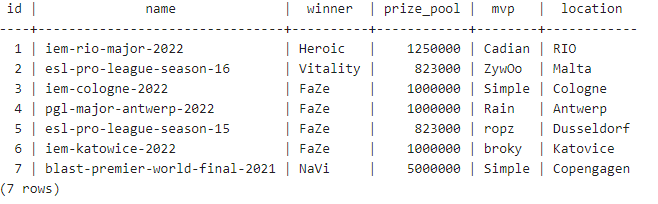 id | name | winner | prize_pool | mvp | location
----+--------------------------------+----------+------------+--------+------------
1 | iem-rio-major-2022 | Heroic | 1250000 | Cadian | RIO
2 | esl-pro-league-season-16 | Vitality | 823000 | ZywOo | Malta
3 | iem-cologne-2022 | FaZe | 1000000 | Simple | Cologne
4 | pgl-major-antwerp-2022 | FaZe | 1000000 | Rain | Antwerp
5 | esl-pro-league-season-15 | FaZe | 823000 | ropz | Dusseldorf
6 | iem-katowice-2022 | FaZe | 1000000 | broky | Katovice
7 | blast-premier-world-final-2021 | NaVi | 5000000 | Simple | Copengagen
(7 rows)